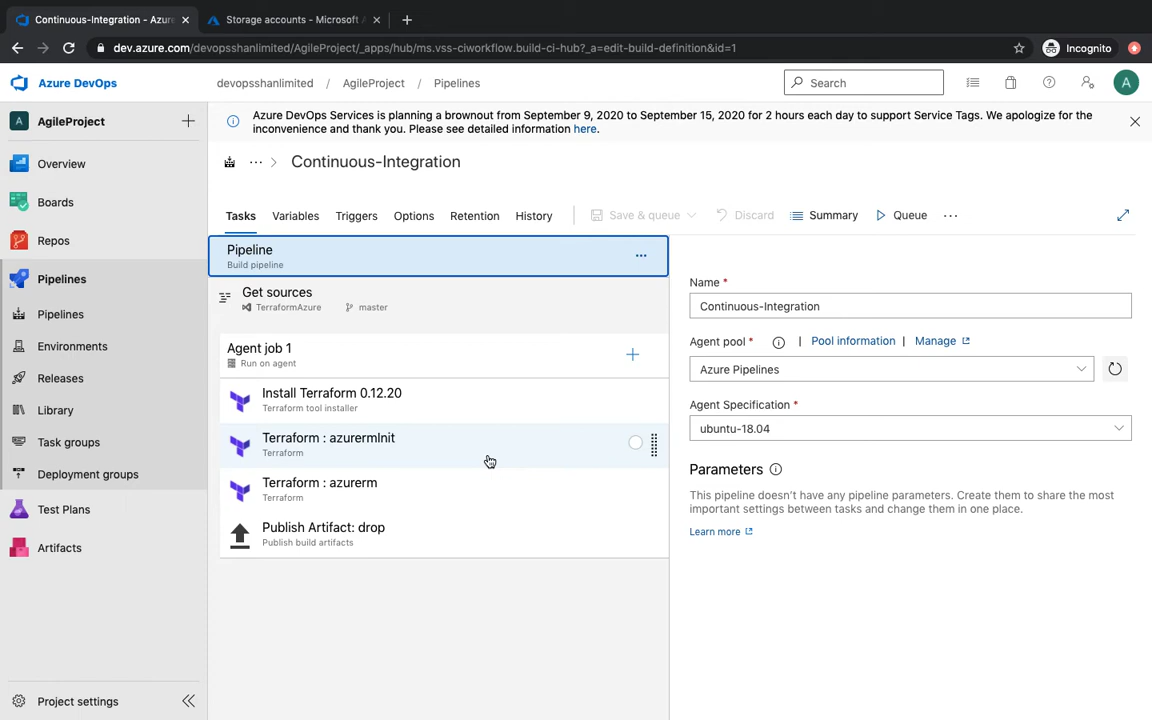 Continuous-Integration - Azure
Storage accounts - Microsoft A
dev.azure.com/devopsshanlimited/AgileProject/_apps/hub/ms.vss-ciworkflow.build-ci-hub?_a=edit-build-definition&id=1
Incognito
Azure DevOps
devopsshanlimited / AgileProject / Pipelines
Search
A
A
AgileProject
Overview
Boards
Repos
Pipelines
Pipelines
Environments
Releases
Library
Task groups
Deployment groups
Test Plans
Artifacts
Project settings
Azure DevOps Services is planning a brownout from September 9, 2020 to September 15, 2020 for 2 hours each day to support Service Tags. We apologize for the
inconvenience and thank you. Please see detailed information here.
... > Continuous-Integration
Tasks Variables Triggers Options Retention History
Save & queue Discard Summary Queue ...
Pipeline
Build pipeline
...
Get sources
TerraformAzure master
Agent job 1
Run on agent
Install Terraform 0.12.20
Terraform tool installer
Terraform : azurermInit
Terraform
Terraform : azurerm
Terraform
Publish Artifact: drop
Publish build artifacts
Name *
Continuous-Integration
Agent pool * | Pool information | Manage
Azure Pipelines
Agent Specification *
ubuntu-18.04
Parameters
This pipeline doesn't have any pipeline parameters. Create them to share the most
important settings between tasks and change them in one place.
Learn more